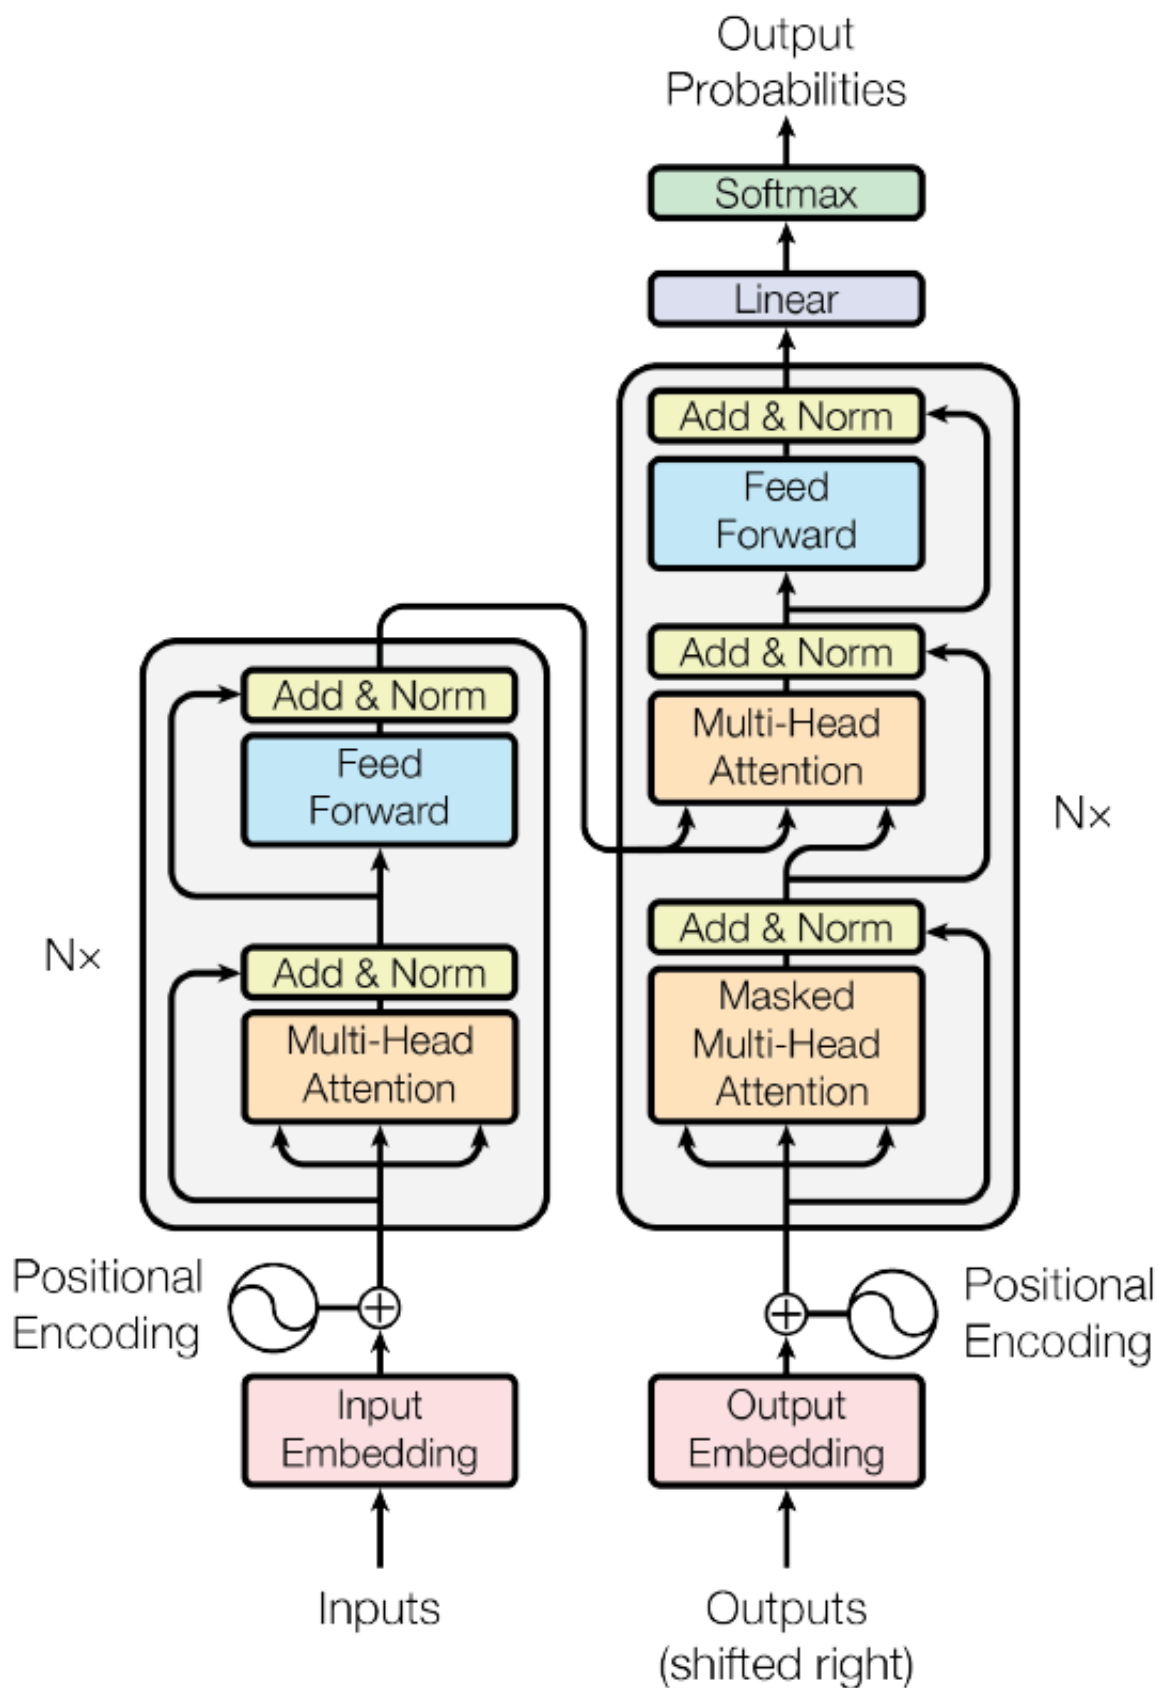 Output
Probabilities
Softmax
Linear
Add & Norm
Feed
Forward
Add & Norm
Multi-Head
Attention
N×
Add & Norm
Masked
Multi-Head
Attention
Add & Norm
Feed
Forward
N×
Add & Norm
Multi-Head
Attention
Positional
Encoding
Positional
Encoding
Input
Embedding
Output
Embedding
Inputs
Outputs
(shifted right)